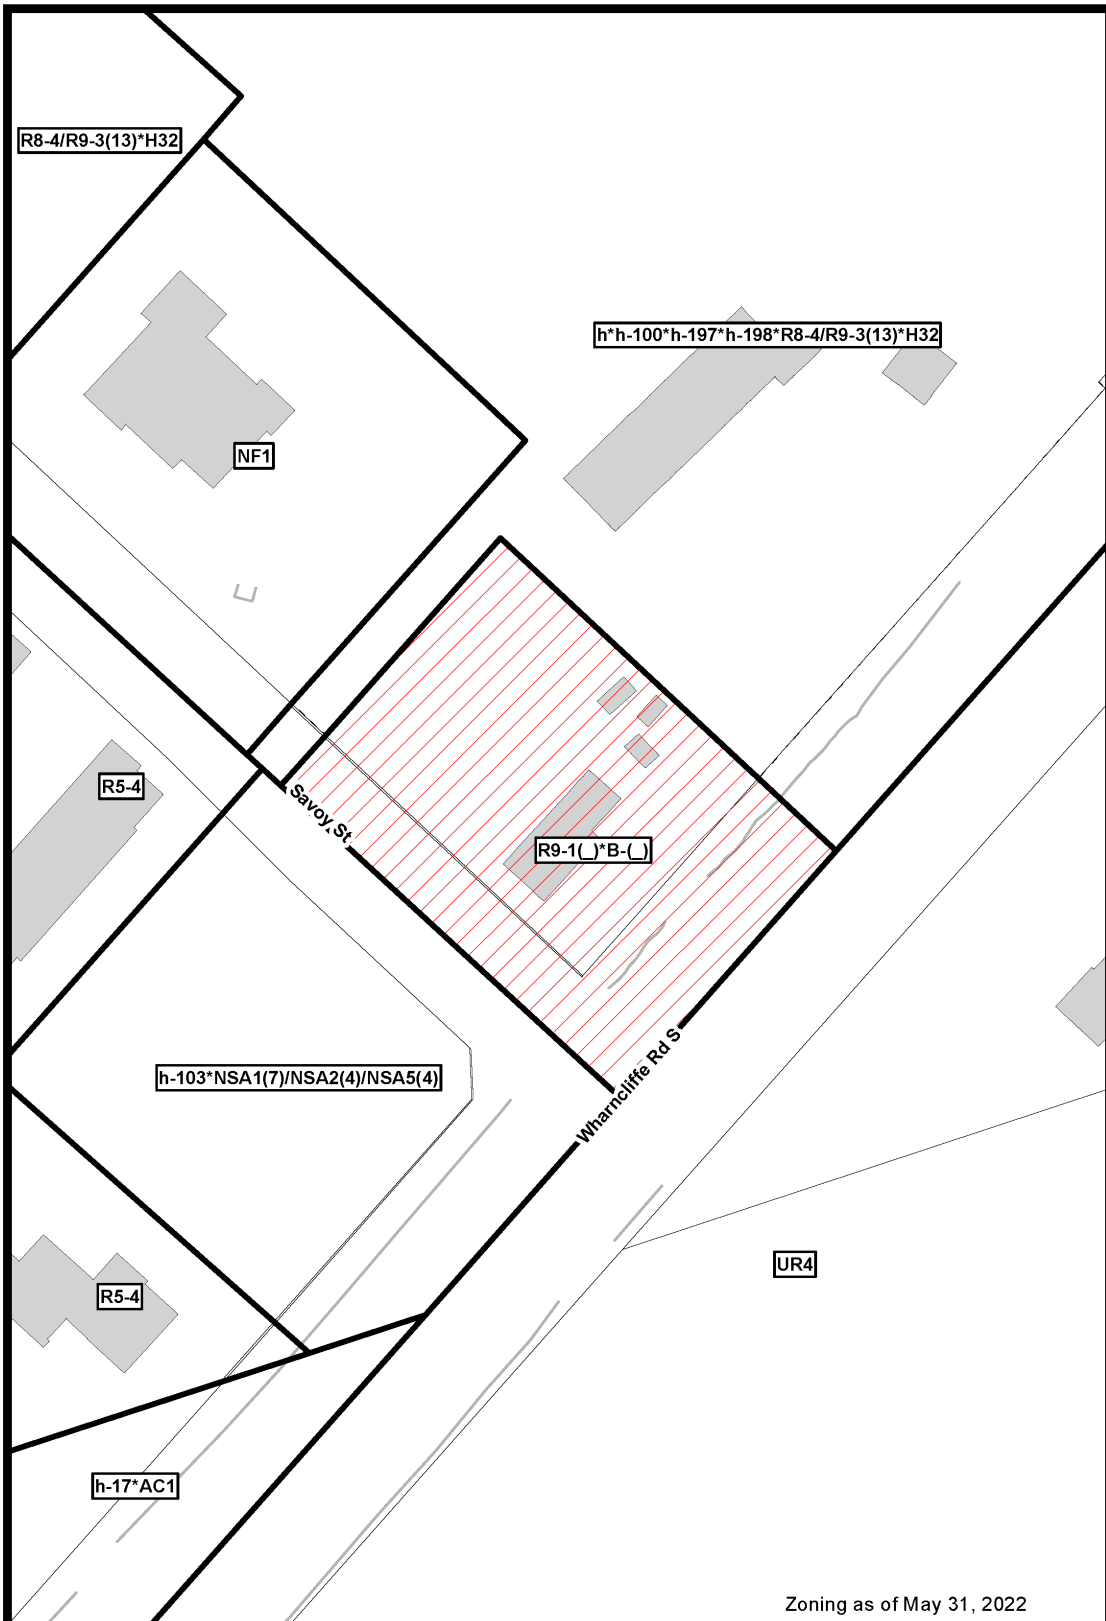 R8-4/R9-3(13)*H32
h*h-100*h-197*h-198*R8-4/R9-3(13)*H32
NF1
R5-4
Savoy St
R9-1(_)*B-(_)
Wharncliffe Rd S
h-103*NSA1(7)/NSA2(4)/NSA5(4)
UR4
R5-4
h-17*AC1
Zoning as of May 31, 2022